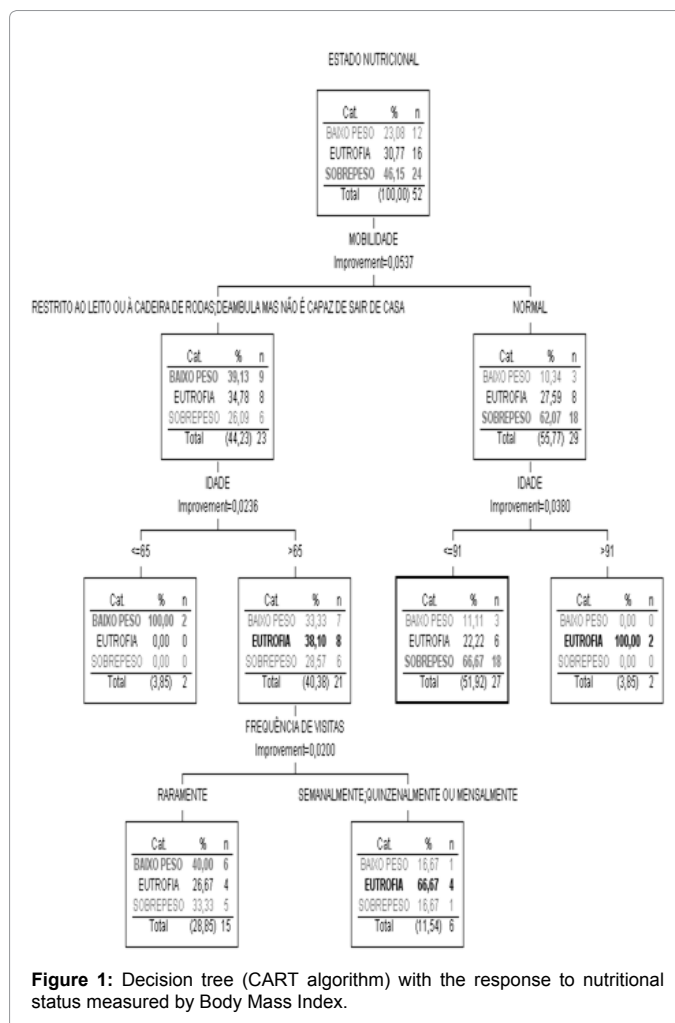 ESTADO NUTRICIONAL
Cat. % n
BAIXO PESO 23,08 12
EUTROFIA 30,77 16
SOBREPESO 46,15 24
Total (100,00) 52
MOBILIDADE
Improvement=0,0537
RESTRITO AO LEITO OU À CADEIRA DE RODAS;DEAMBULA MAS NÃO É CAPAZ DE SAIR DE CASA
NORMAL
Cat. % n
BAIXO PESO 39,13 9
EUTROFIA 34,78 8
SOBREPESO 26,09 6
Total (44,23) 23
Cat. % n
BAIXO PESO 10,34 3
EUTROFIA 27,59 8
SOBREPESO 62,07 18
Total (55,77) 29
IDADE
Improvement=0,0236
IDADE
Improvement=0,0380
<=65
>65
<=91
>91
Cat. % n
BAIXO PESO 100,00 2
EUTROFIA 0,00 0
SOBREPESO 0,00 0
Total (3,85) 2
Cat. % n
BAIXO PESO 33,33 7
EUTROFIA 38,10 8
SOBREPESO 28,57 6
Total (40,38) 21
Cat. % n
BAIXO PESO 11,11 3
EUTROFIA 22,22 6
SOBREPESO 66,67 18
Total (51,92) 27
Cat. % n
BAIXO PESO 0,00 0
EUTROFIA 100,00 2
SOBREPESO 0,00 0
Total (3,85) 2
FREQUÊNCIA DE VISITAS
Improvement=0,0200
RARAMENTE
SEMANALMENTE;QUINZENALMENTE OU MENSALMENTE
Cat. % n
BAIXO PESO 40,00 6
EUTROFIA 26,67 4
SOBREPESO 33,33 5
Total (28,85) 15
Cat. % n
BAIXO PESO 16,67 1
EUTROFIA 66,67 4
SOBREPESO 16,67 1
Total (11,54) 6
Figure 1: Decision tree (CART algorithm) with the response to nutritional
status measured by Body Mass Index.